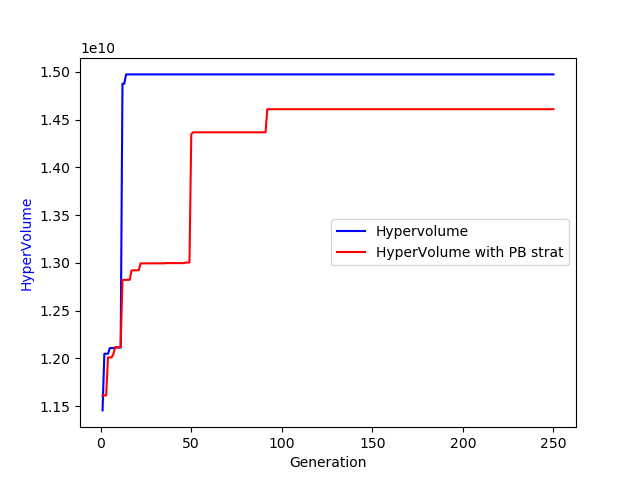 1e10
1.50
1.45
1.40
1.35
1.30
1.25
1.20
1.15
HyperVolume
Hypervolume
HyperVolume with PB strat
0 50 100 150 200 250
Generation